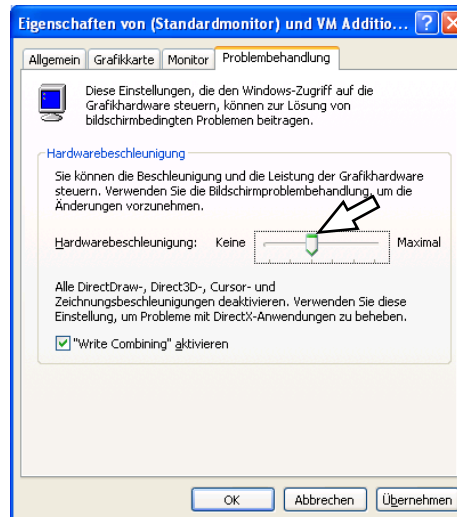 Eigenschaften von (Standardmonitor) und VM Additio...
Allgemein Grafikkarte Monitor Problembehandlung
Diese Einstellungen, die den Windows-Zugriff auf die
Grafikhardware steuern, können zur Lösung von
bildschirmbedingten Problemen beitragen.
Hardwarebeschleunigung
Sie können die Beschleunigung und die Leistung der Grafikhardware
steuern. Verwenden Sie die Bildschirmproblembehandlung, um die
Änderungen vorzunehmen.
Hardwarebeschleunigung: Keine Maximal
Alle DirectDraw-, Direct3D-, Cursor- und
Zeichnungsbeschleunigungen deaktivieren. Verwenden Sie diese
Einstellung, um Probleme mit DirectX-Anwendungen zu beheben.
"Write Combining" aktivieren
OK Abbrechen Übernehmen